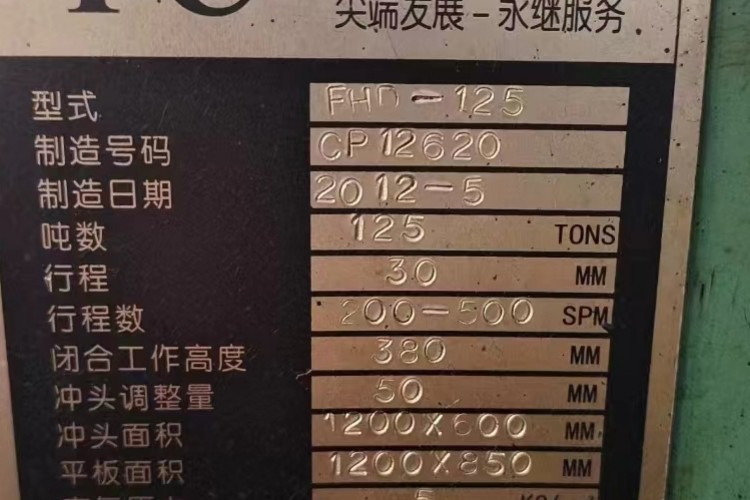 尖端发展－永继服务
型式 FHD-125
制造号码 CP12620
制造日期 2012-5
吨数 125 TONS
行程 30 MM
行程数 200-500 SPM
闭合工作高度 380 MM
冲头调整量 50 MM
冲头面积 1200X600 MM
平板面积 1200X850 MM
5